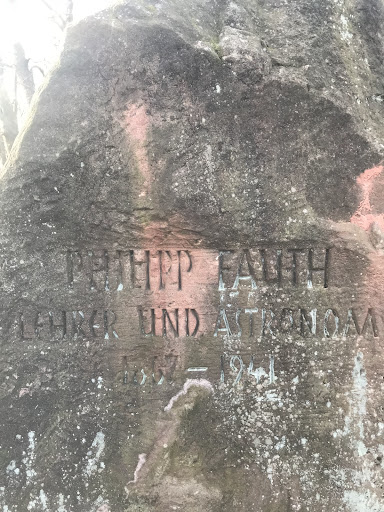 PHILIPP FAUTH
LEHRER UND ASTRONOM
1867 – 1941